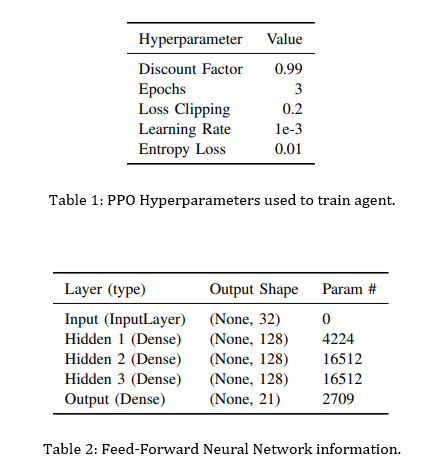 Hyperparameter Value
Discount Factor 0.99
Epochs 3
Loss Clipping 0.2
Learning Rate 1e-3
Entropy Loss 0.01
Table 1: PPO Hyperparameters used to train agent.
Layer (type) Output Shape Param #
Input (InputLayer) (None, 32) 0
Hidden 1 (Dense) (None, 128) 4224
Hidden 2 (Dense) (None, 128) 16512
Hidden 3 (Dense) (None, 128) 16512
Output (Dense) (None, 21) 2709
Table 2: Feed-Forward Neural Network information.